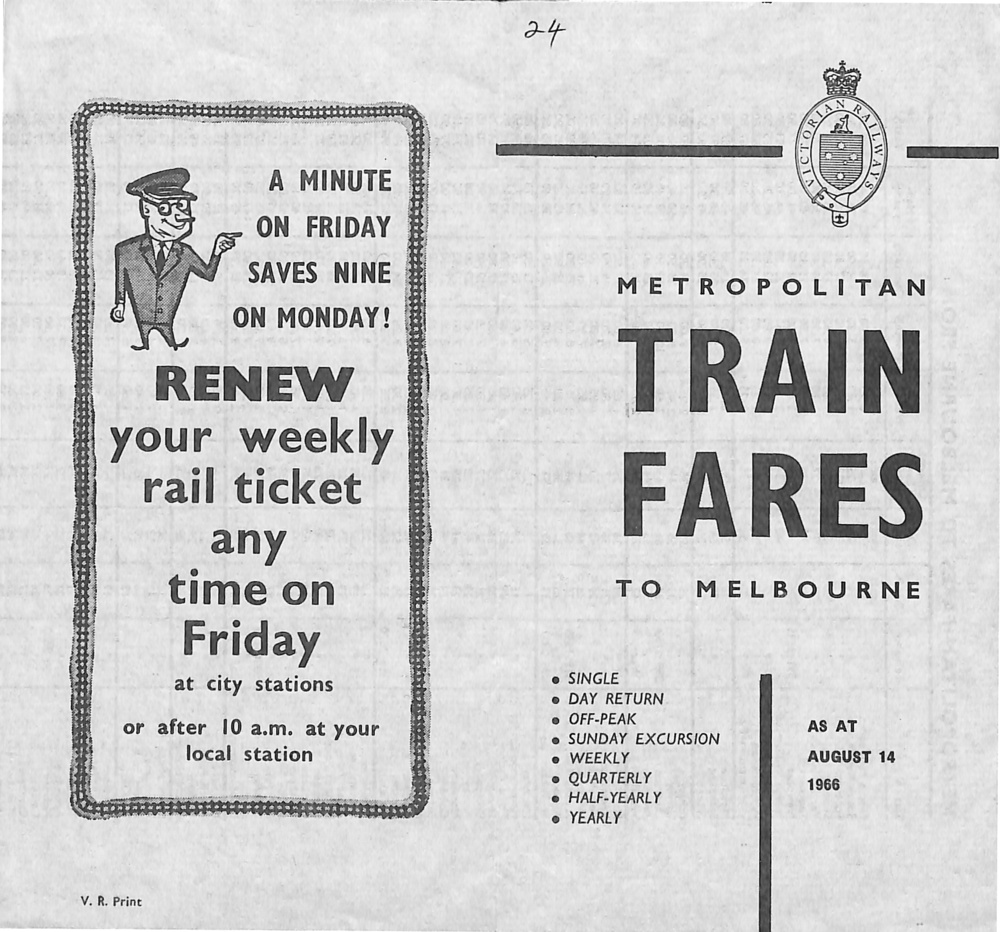 24
A MINUTE
ON FRIDAY
SAVES NINE
ON MONDAY!
RENEW
your weekly
rail ticket
any
time on
Friday
at city stations
or after 10 a.m. at your
local station
V. R. Print
VICTORIAN RAILWAYS
METROPOLITAN
TRAIN
FARES
TO MELBOURNE
• SINGLE
• DAY RETURN
• OFF-PEAK
• SUNDAY EXCURSION
• WEEKLY
• QUARTERLY
• HALF-YEARLY
• YEARLY
AS AT
AUGUST 14
1966